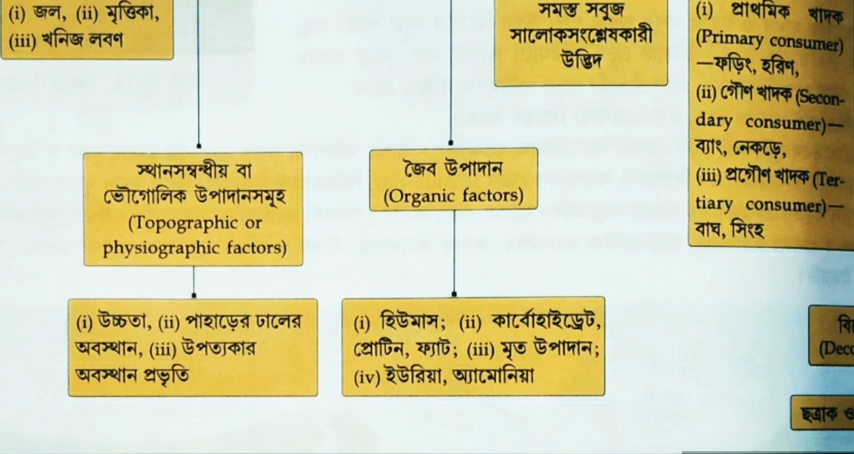 (i) জল, (ii) মৃত্তিকা,
(iii) খনিজ লবণ
সমস্ত সবুজ
সালোকসংশ্লেষকারী
উদ্ভিদ
(i) প্রাথমিক খাদক
(Primary consumer)
—ফড়িং, হরিণ,
(ii) গৌণ খাদক (Secon-
dary consumer)—
ব্যাং, নেকড়ে,
(iii) প্রগৌণ খাদক (Ter-
tiary consumer)—
বাঘ, সিংহ
স্থানসম্বন্ধীয় বা
ভৌগোলিক উপাদানসমূহ
(Topographic or
physiographic factors)
জৈব উপাদান
(Organic factors)
(i) উচ্চতা, (ii) পাহাড়ের ঢালের
অবস্থান, (iii) উপত্যকার
অবস্থান প্রভৃতি
(i) হিউমাস; (ii) কার্বোহাইড্রেট,
প্রোটিন, ফ্যাট; (iii) মৃত উপাদান;
(iv) ইউরিয়া, অ্যামোনিয়া
(Deco
ছত্রাক ও